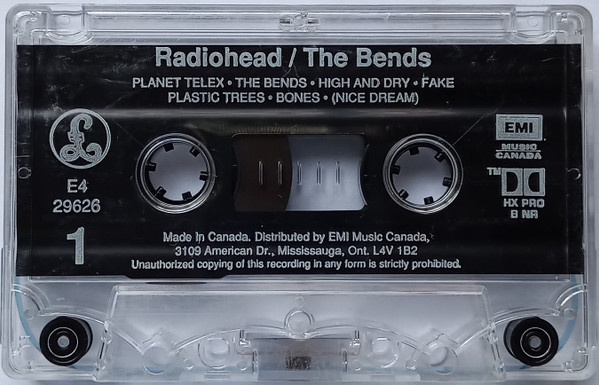 Radiohead / The Bends
PLANET TELEX • THE BENDS • HIGH AND DRY • FAKE
PLASTIC TREES • BONES • (NICE DREAM)
£
E4
29626
1
EMI
MUSIC
CANADA
TM
HX PRO
B NR
Made In Canada. Distributed by EMI Music Canada,
3109 American Dr., Mississauga, Ont. L4V 1B2
Unauthorized copying of this recording in any form is strictly prohibited.